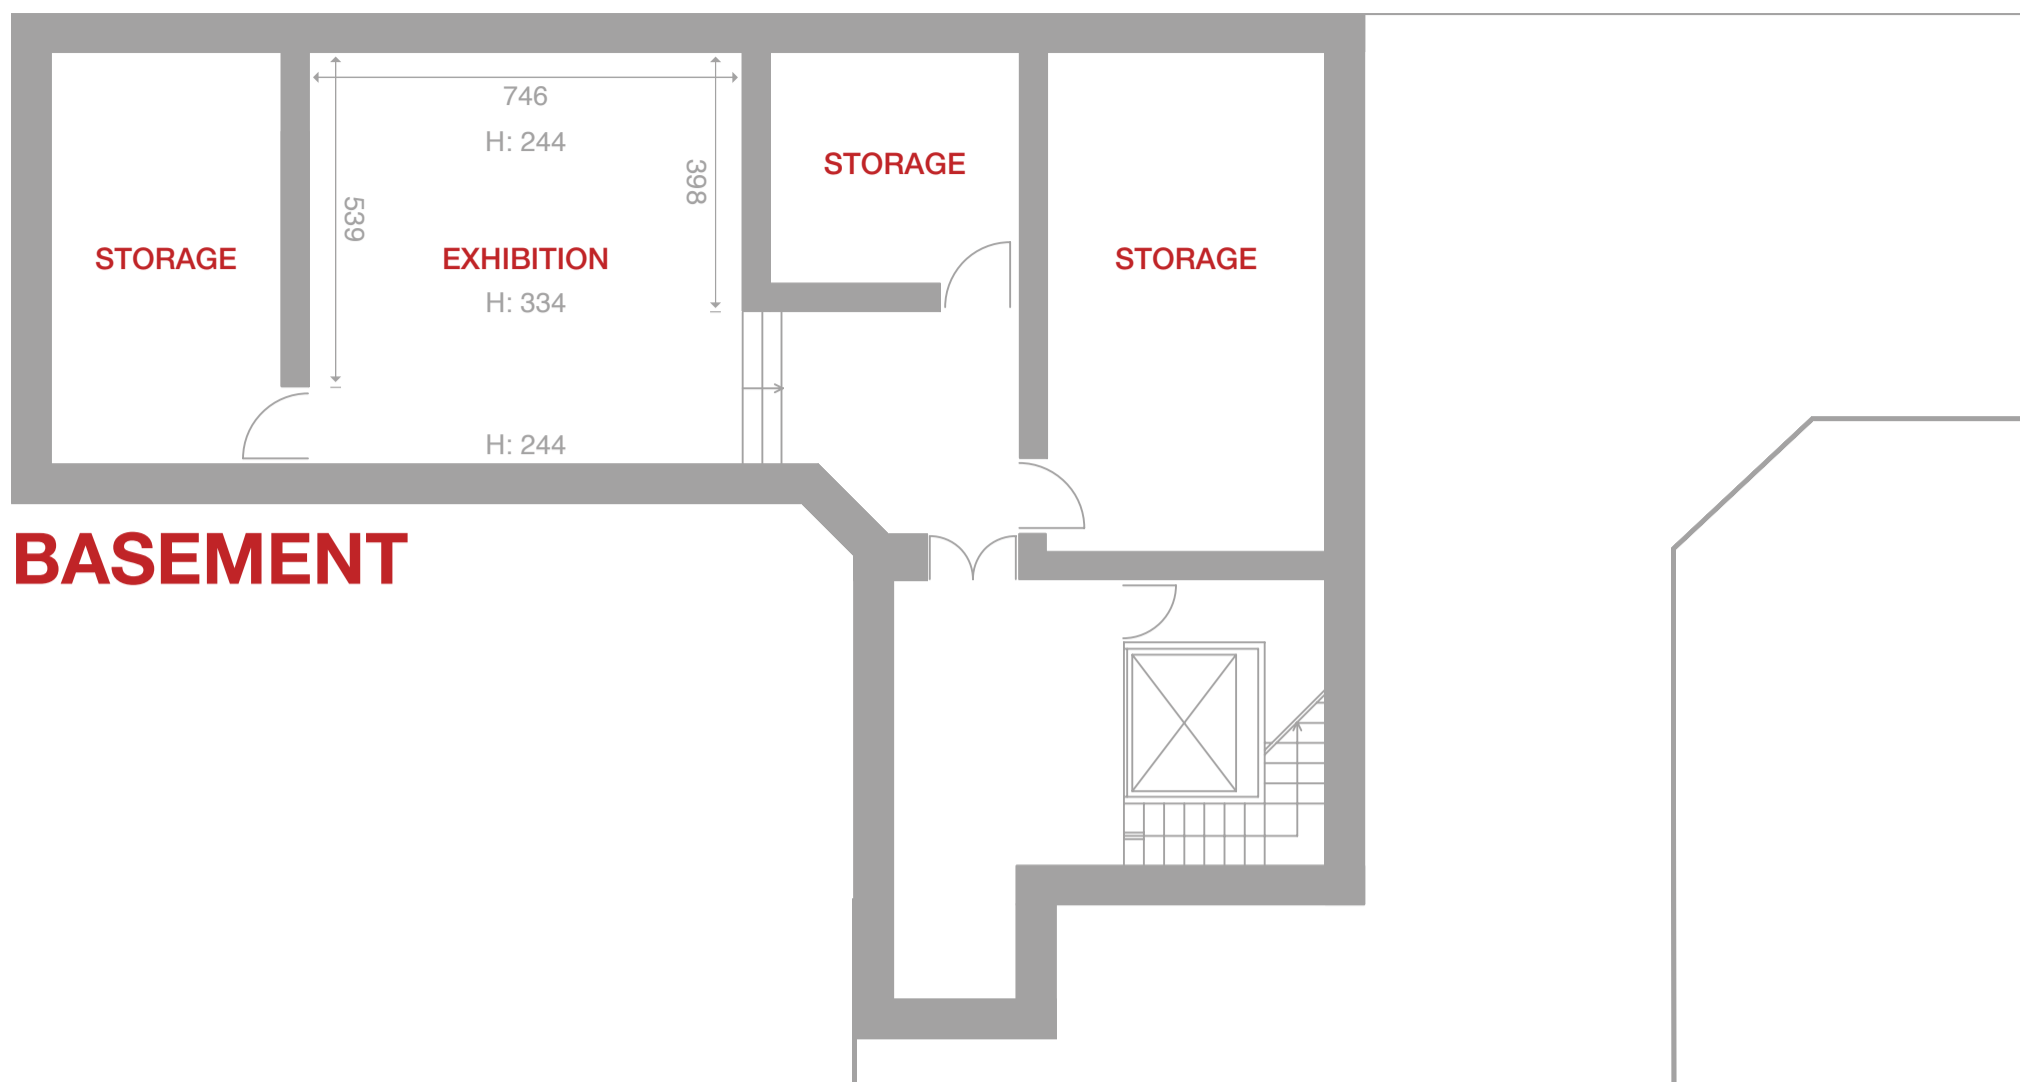 746
H: 244
398
539
STORAGE
STORAGE
EXHIBITION
STORAGE
H: 334
H: 244
BASEMENT